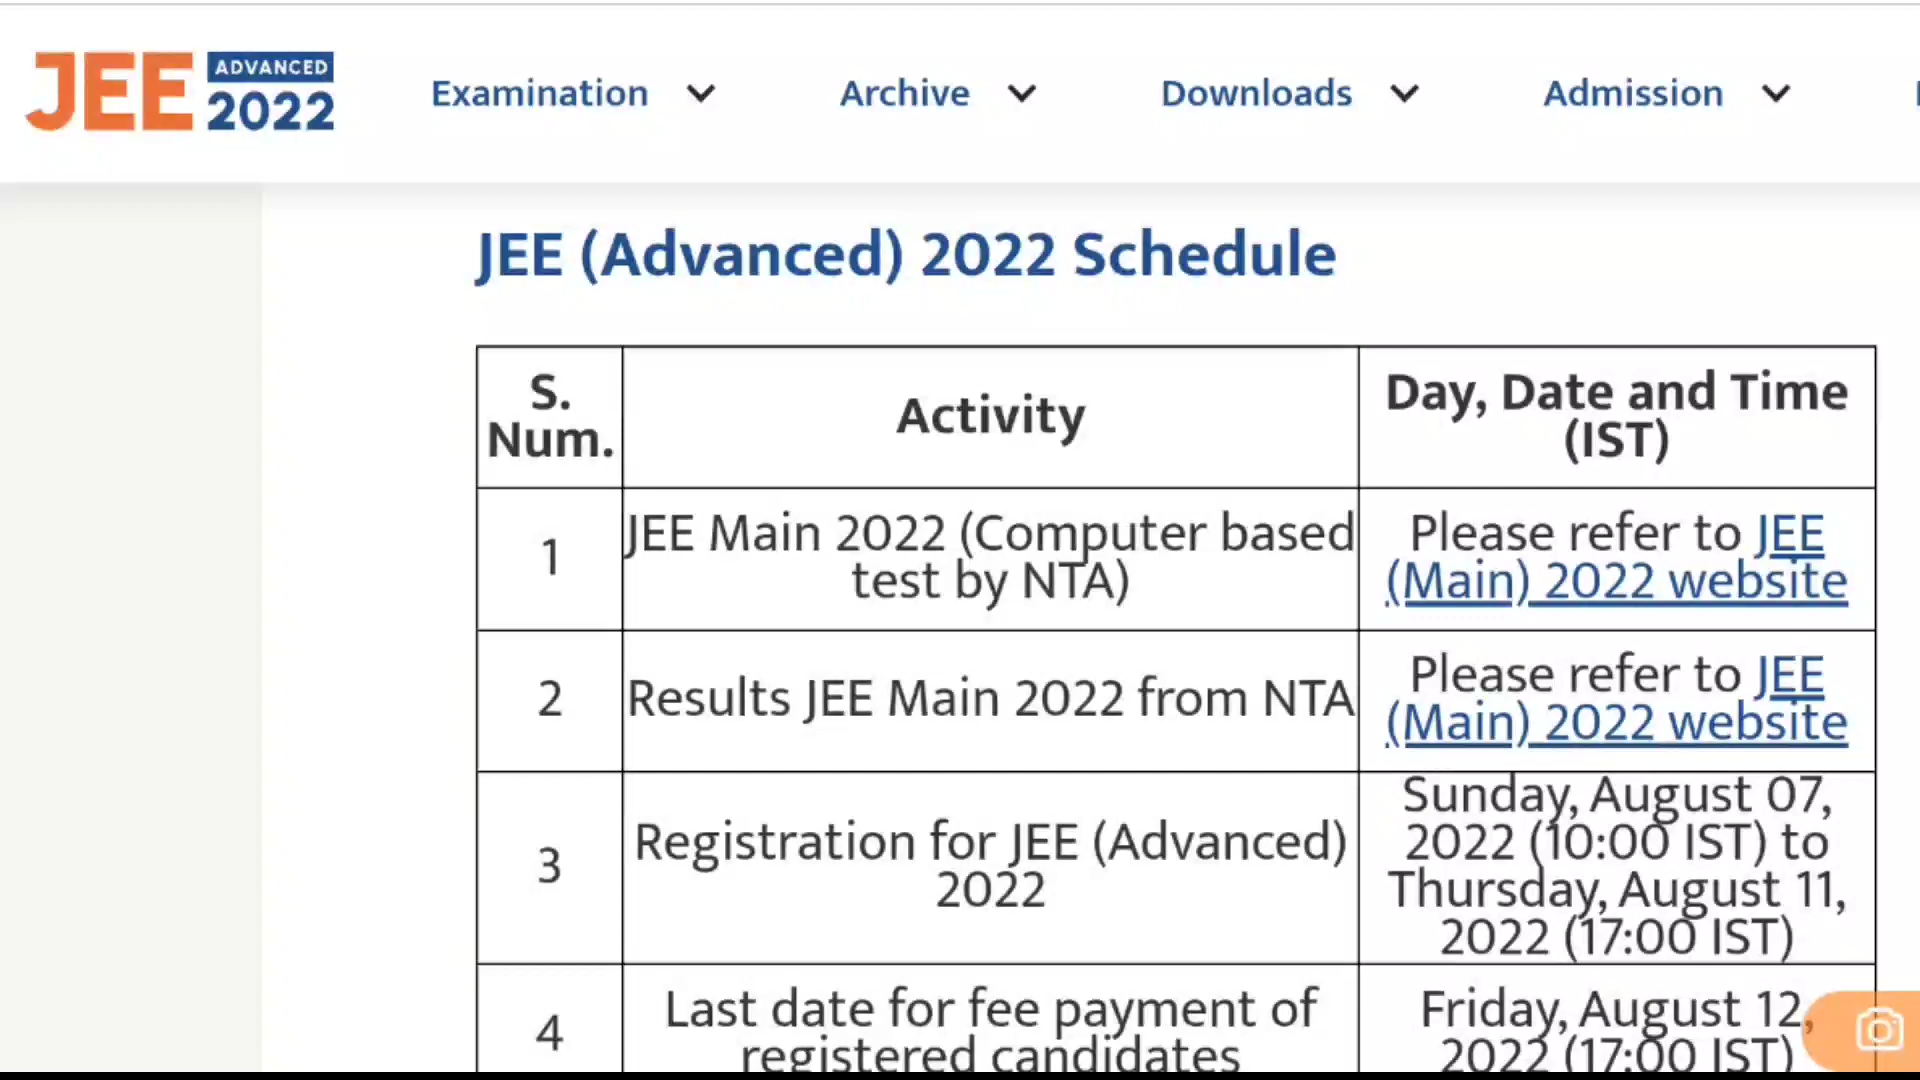 JEE ADVANCED 2022
Examination
Archive
Downloads
Admission
JEE (Advanced) 2022 Schedule
S. Num.
Activity
Day, Date and Time (IST)
1
JEE Main 2022 (Computer based
test by NTA)
Please refer to JEE
(Main) 2022 website
2
Results JEE Main 2022 from NTA
Please refer to JEE
(Main) 2022 website
3
Registration for JEE (Advanced)
2022
Sunday, August 07,
2022 (10:00 IST) to
Thursday, August 11,
2022 (17:00 IST)
4
Last date for fee payment of
registered candidates
Friday, August 12,
2022 (17:00 IST)